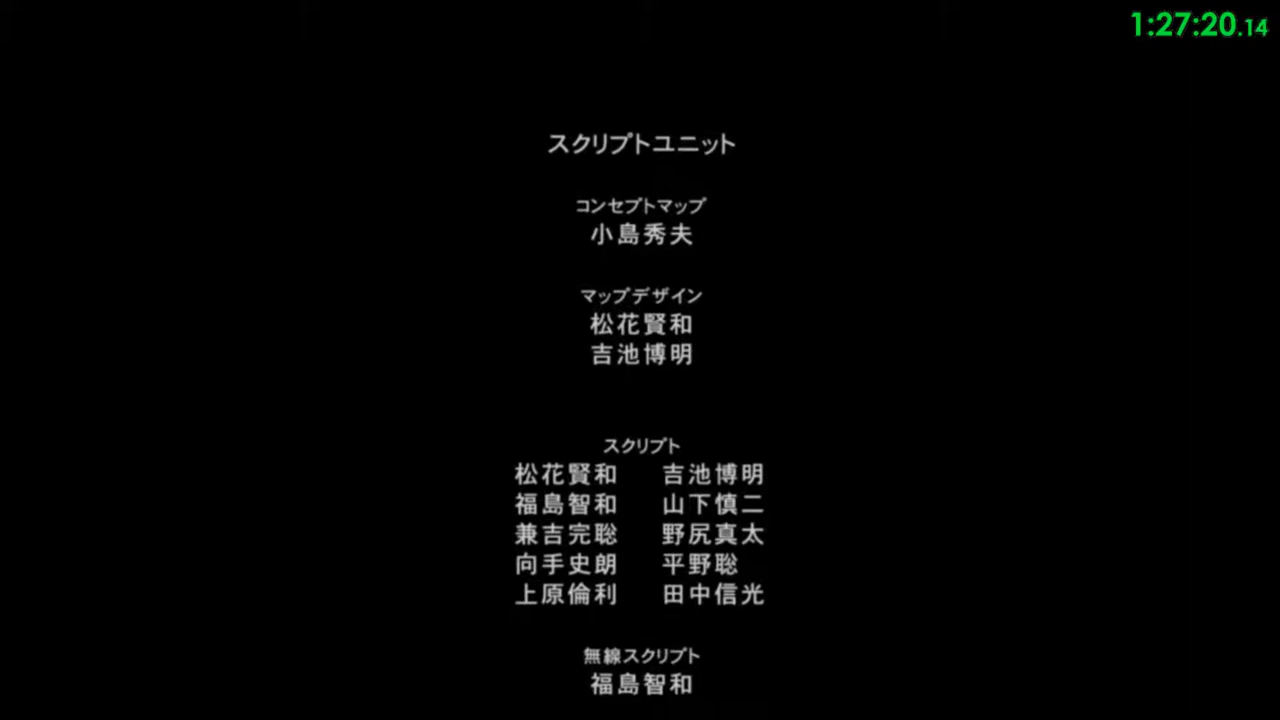 1:27:20.14
スクリプトユニット
コンセプトマップ
小島秀夫
マップデザイン
松花賢和
吉池博明
スクリプト
松花賢和 吉池博明
福島智和 山下慎二
兼吉完聡 野尻真太
向手史朗 平野聡
上原倫利 田中信光
無線スクリプト
福島智和